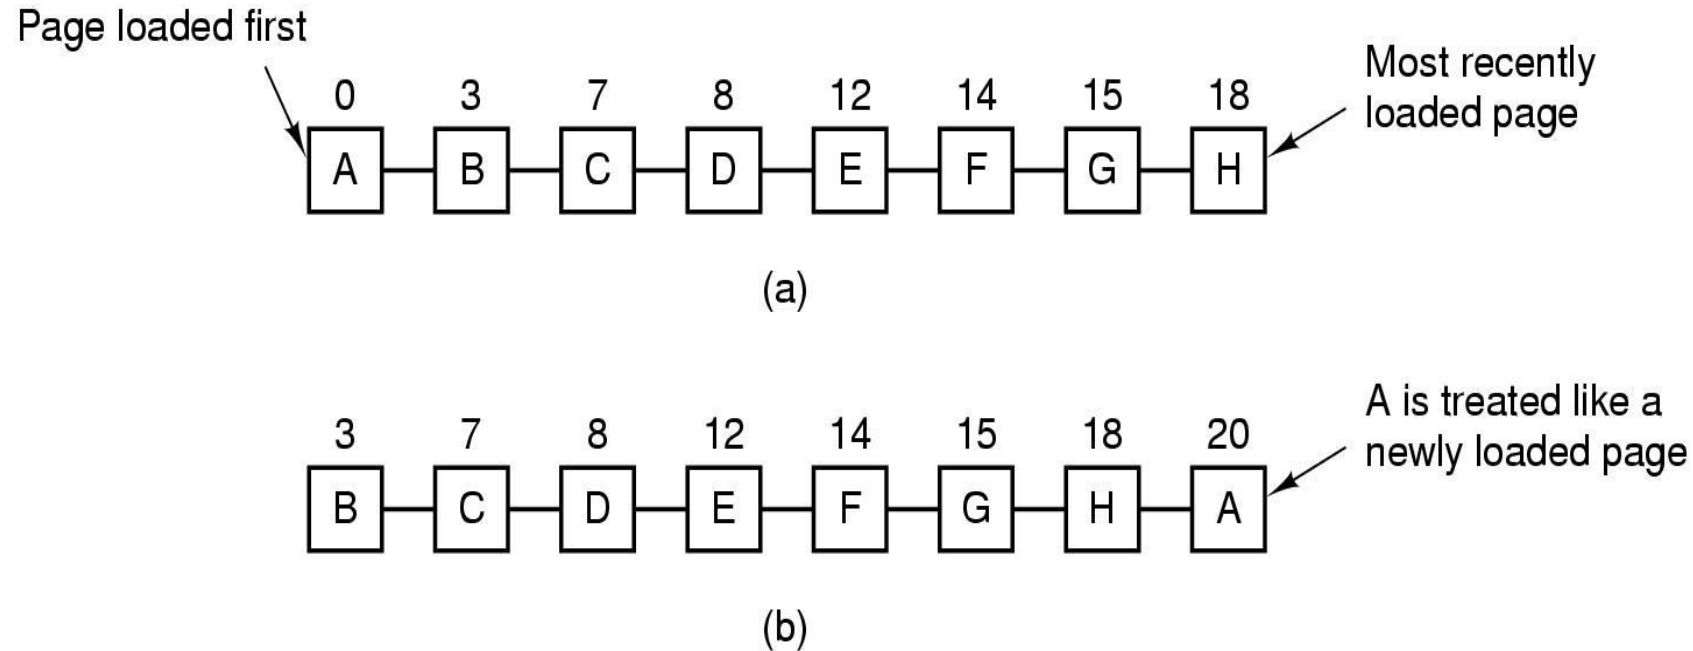 Page loaded first
Most recently
loaded page
0 3 7 8 12 14 15 18
A B C D E F G H
(a)
A is treated like a
newly loaded page
3 7 8 12 14 15 18 20
B C D E F G H A
(b)